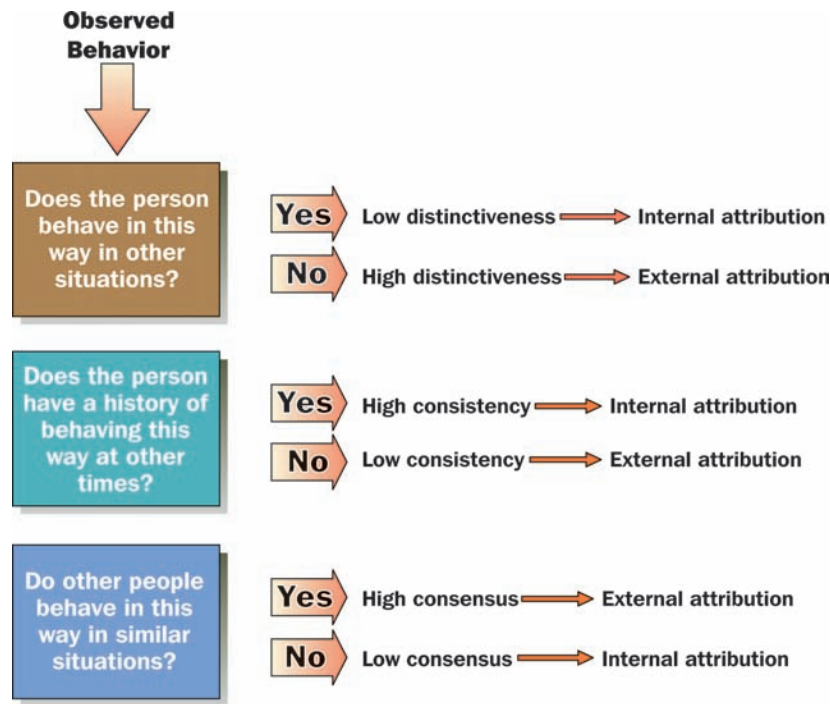 Observed
Behavior
Does the person
behave in this
way in other
situations?
Yes
Low distinctiveness
Internal attribution
No
High distinctiveness
External attribution
Does the person
have a history of
behaving this
way at other
times?
Yes
High consistency
Internal attribution
No
Low consistency
External attribution
Do other people
behave in this
way in similar
situations?
Yes
High consensus
External attribution
No
Low consensus
Internal attribution